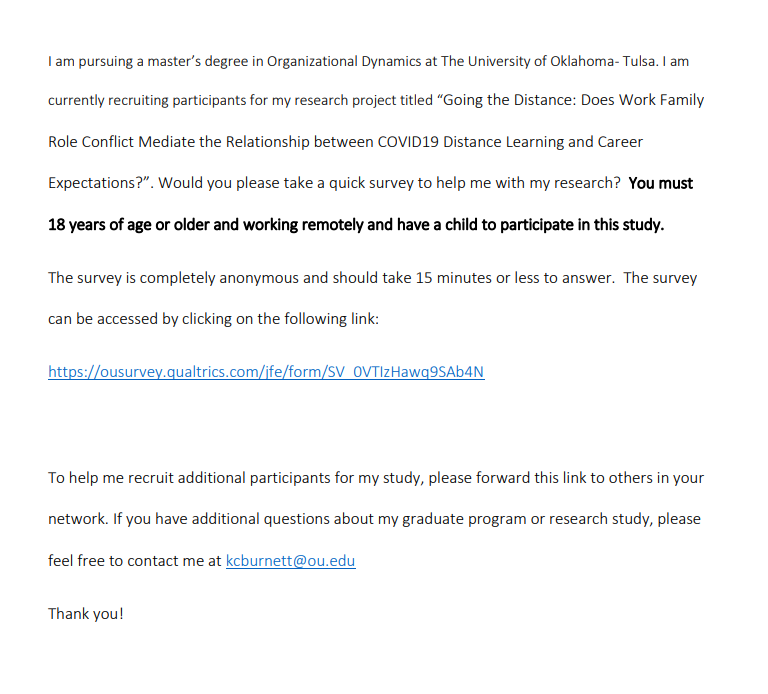 I am pursuing a master’s degree in Organizational Dynamics at The University of Oklahoma- Tulsa. I am
currently recruiting participants for my research project titled “Going the Distance: Does Work Family
Role Conflict Mediate the Relationship between COVID19 Distance Learning and Career
Expectations?”. Would you please take a quick survey to help me with my research?  You must
18 years of age or older and working remotely and have a child to participate in this study.
The survey is completely anonymous and should take 15 minutes or less to answer.  The survey
can be accessed by clicking on the following link:
https://ousurvey.qualtrics.com/jfe/form/SV_0VTIzHawq9SAb4N
To help me recruit additional participants for my study, please forward this link to others in your
network. If you have additional questions about my graduate program or research study, please
feel free to contact me at kcburnett@ou.edu
Thank you!